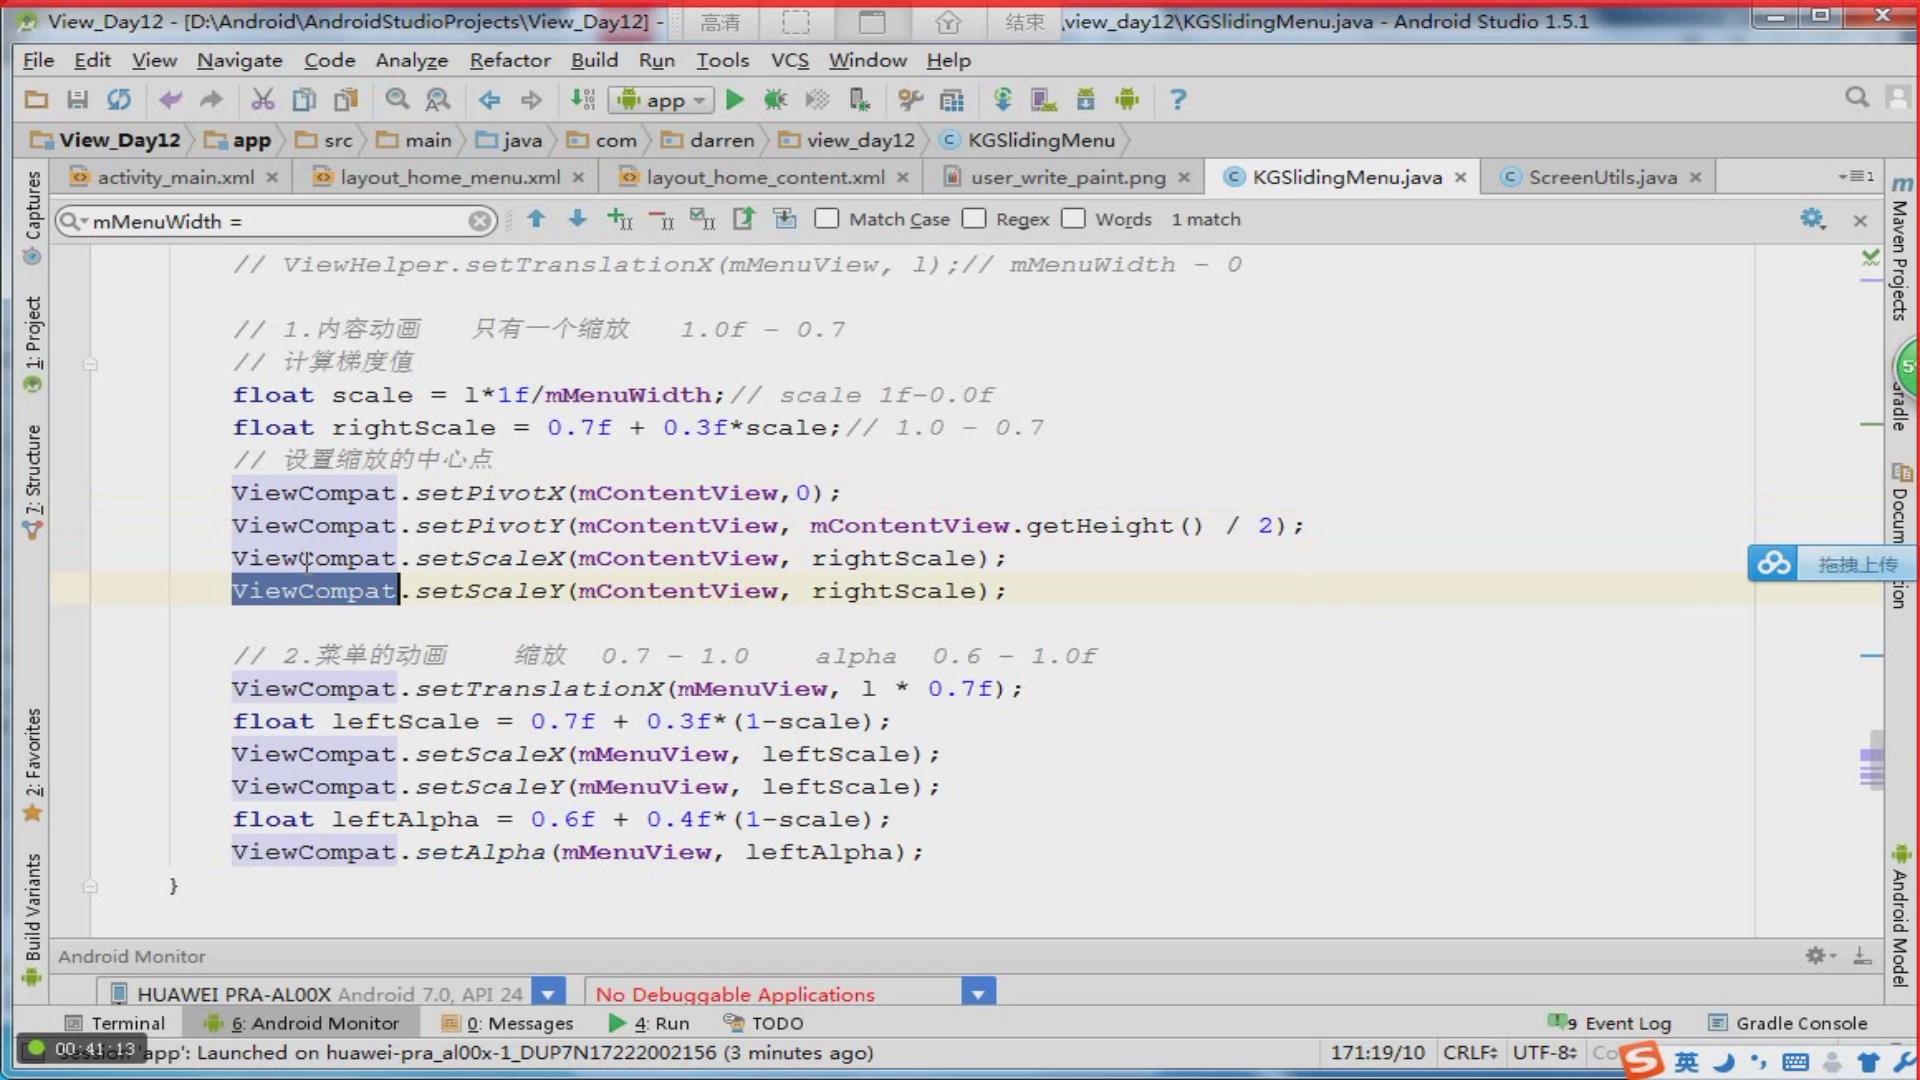 View_Day12 - [D:\Android\AndroidStudioProjects\View_Day12] - 高清 结束 \view_day12\KGSlidingMenu.java - Android Studio 1.5.1
File Edit View Navigate Code Analyze Refactor Build Run Tools VCS Window Help
app
View_Day12 app src main java com darren view_day12 KGSlidingMenu
activity_main.xml layout_home_menu.xml layout_home_content.xml user_write_paint.png KGSlidingMenu.java ScreenUtils.java
mMenuWidth = Match Case Regex Words 1 match
// ViewHelper.setTranslationX(mMenuView, l);// mMenuWidth - 0
// 1.内容动画 只有一个缩放 1.0f - 0.7
// 计算梯度值
float scale = l*1f/mMenuWidth;// scale 1f-0.0f
float rightScale = 0.7f + 0.3f*scale;// 1.0 - 0.7
// 设置缩放的中心点
ViewCompat.setPivotX(mContentView,0);
ViewCompat.setPivotY(mContentView, mContentView.getHeight() / 2);
ViewCompat.setScaleX(mContentView, rightScale);
ViewCompat.setScaleY(mContentView, rightScale);
// 2.菜单的动画 缩放 0.7 - 1.0 alpha 0.6 - 1.0f
ViewCompat.setTranslationX(mMenuView, l * 0.7f);
float leftScale = 0.7f + 0.3f*(1-scale);
ViewCompat.setScaleX(mMenuView, leftScale);
ViewCompat.setScaleY(mMenuView, leftScale);
float leftAlpha = 0.6f + 0.4f*(1-scale);
ViewCompat.setAlpha(mMenuView, leftAlpha);
}
Captures
1: Project
7: Structure
2: Favorites
Build Variants
m Maven Projects
拖拽上传
Android Model
Android Monitor
HUAWEI PRA-AL00X Android 7.0, API 24 No Debuggable Applications
Terminal 6: Android Monitor 0: Messages 4: Run TODO 9 Event Log Gradle Console
00:41:13 'app': Launched on huawei-pra_al00x-1_DUP7N17222002156 (3 minutes ago) 171:19/10 CRLF UTF-8 英